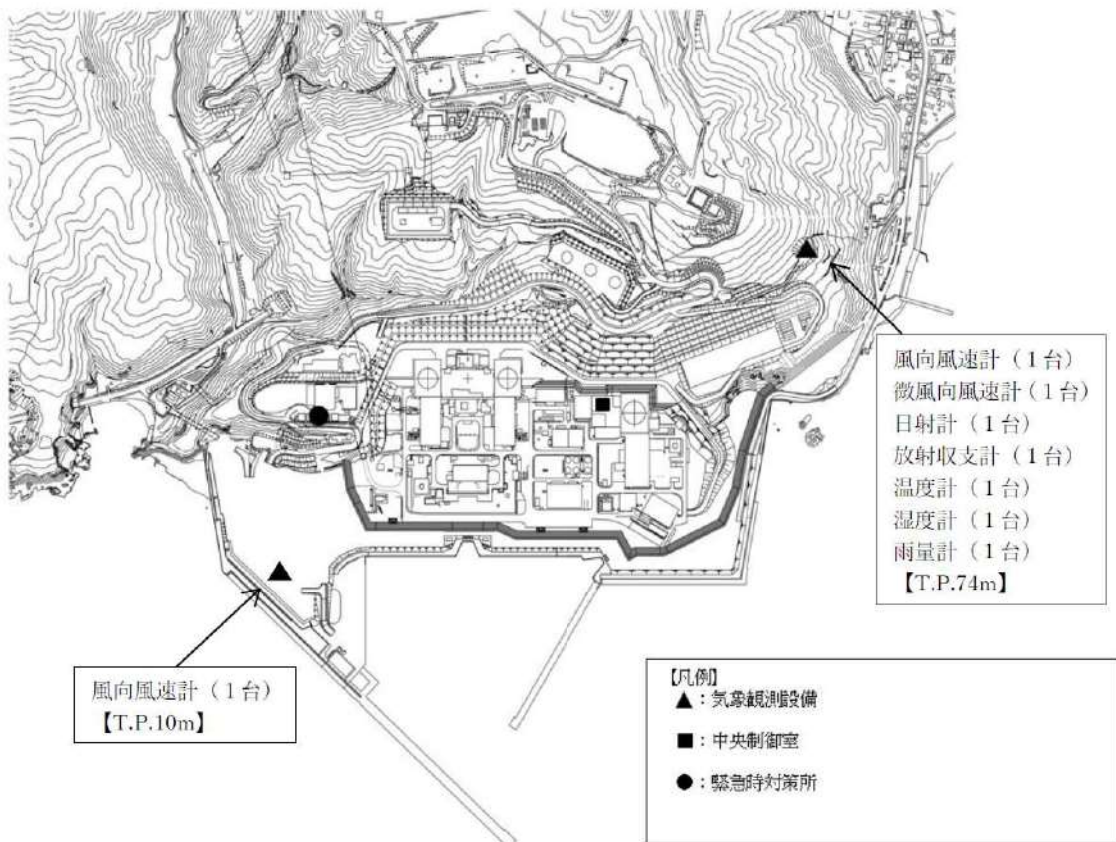 風向風速計（１台）
微風向風速計（１台）
日射計（１台）
放射収支計（１台）
温度計（１台）
湿度計（１台）
雨量計（１台）
【T.P.74m】
風向風速計（１台）
【T.P.10m】
【凡例】
▲：気象観測設備
■：中央制御室
●：緊急時対策所